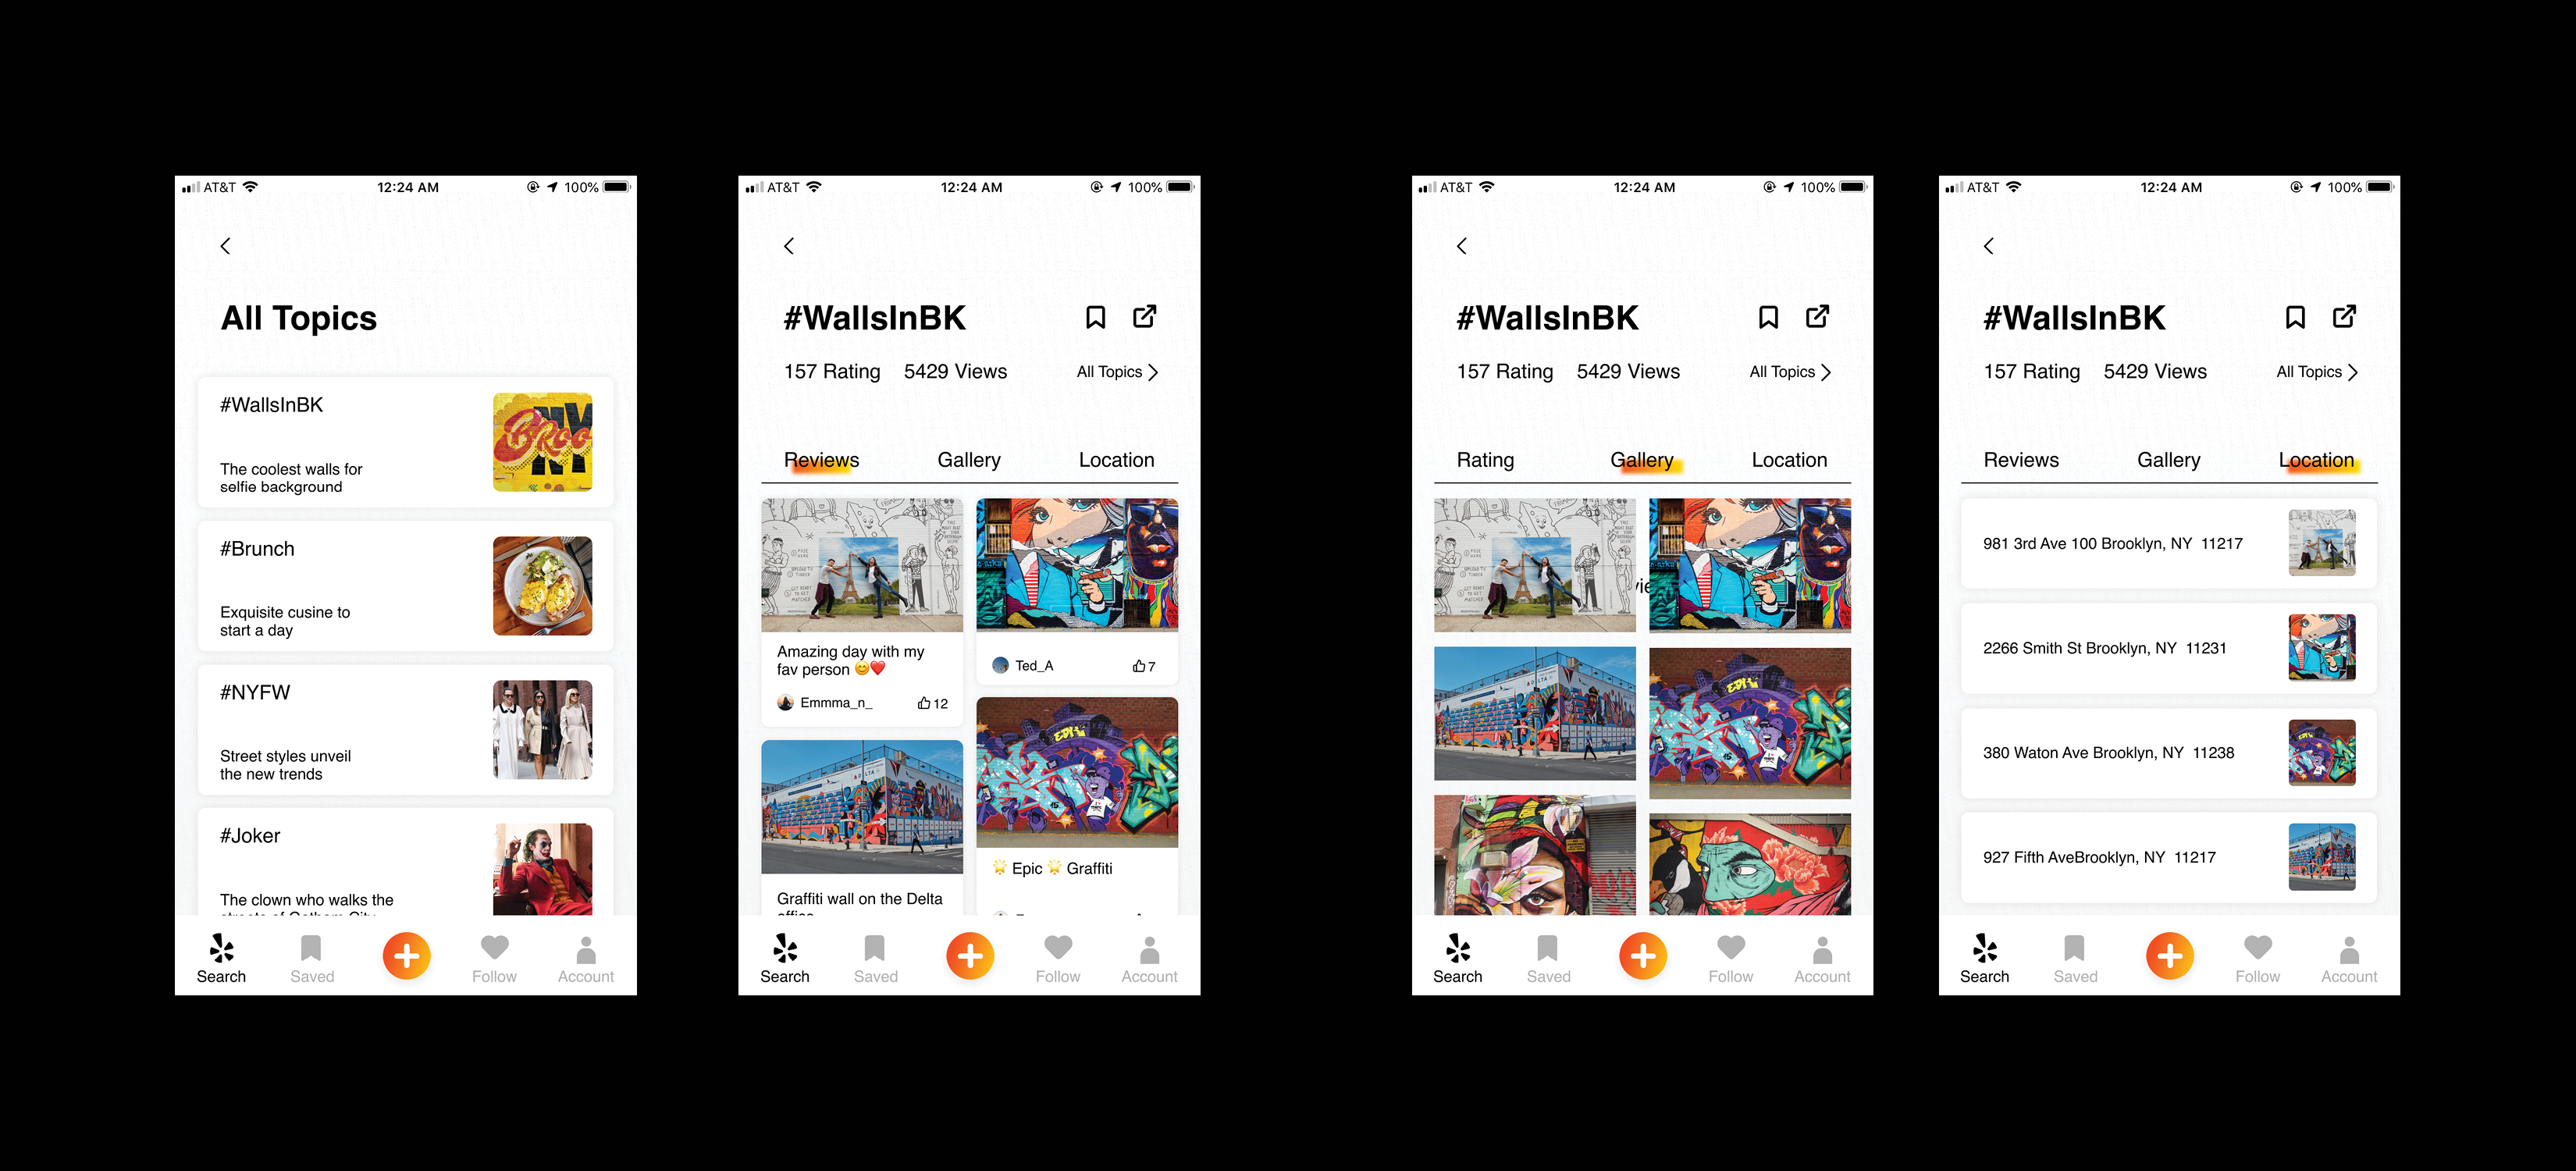 AT&T 12:24 AM 100%
All Topics
#WallsInBK
The coolest walls for
selfie background
#Brunch
Exquisite cusine to
start a day
#NYFW
Street styles unveil
the new trends
#Joker
The clown who walks the
streets of Gotham City
Search Saved Follow Account
AT&T 12:24 AM 100%
#WallsInBK
157 Rating 5429 Views All Topics
Reviews Gallery Location
Amazing day with my
fav person 😊❤️
Emmma_n_ 12
Ted_A 7
Graffiti wall on the Delta
office
🌟 Epic 🌟 Graffiti
Search Saved Follow Account
AT&T 12:24 AM 100%
#WallsInBK
157 Rating 5429 Views All Topics
Rating Gallery Location
Search Saved Follow Account
AT&T 12:24 AM 100%
#WallsInBK
157 Rating 5429 Views All Topics
Reviews Gallery Location
981 3rd Ave 100 Brooklyn, NY 11217
2266 Smith St Brooklyn, NY 11231
380 Waton Ave Brooklyn, NY 11238
927 Fifth AveBrooklyn, NY 11217
Search Saved Follow Account